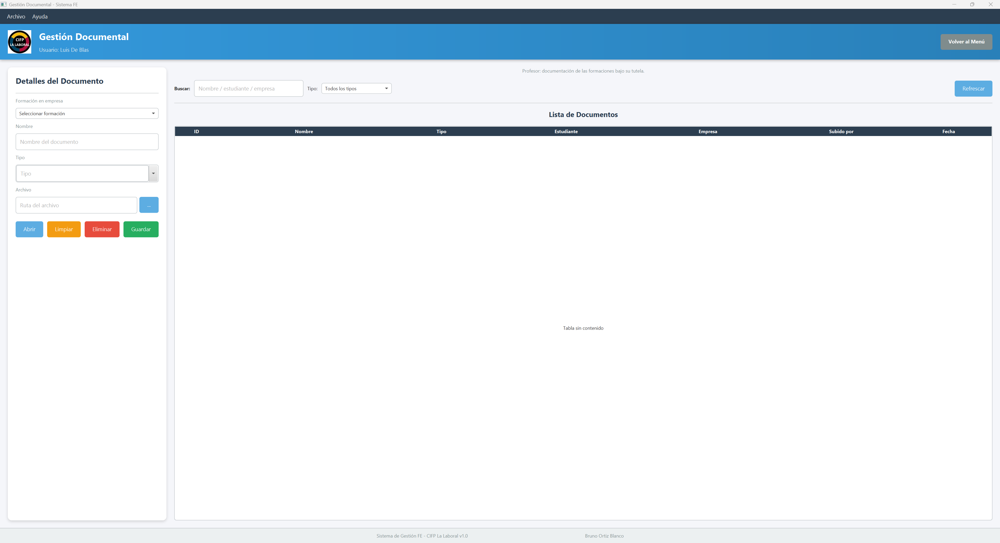 Gestión Documental - Sistema FE
Archivo Ayuda
CIFP
LA LABORAL
Gestión Documental
Usuario: Luis De Blas
Volver al Menú
Detalles del Documento
Formación en empresa
Seleccionar formación
Nombre
Nombre del documento
Tipo
Tipo
Archivo
Ruta del archivo
...
Abrir Limpiar Eliminar Guardar
Profesor: documentación de las formaciones bajo su tutela.
Buscar: Nombre / estudiante / empresa Tipo: Todos los tipos Refrescar
Lista de Documentos
ID Nombre Tipo Estudiante Empresa Subido por Fecha
Tabla sin contenido
Sistema de Gestión FE - CIFP La Laboral v1.0 Bruno Ortiz Blanco